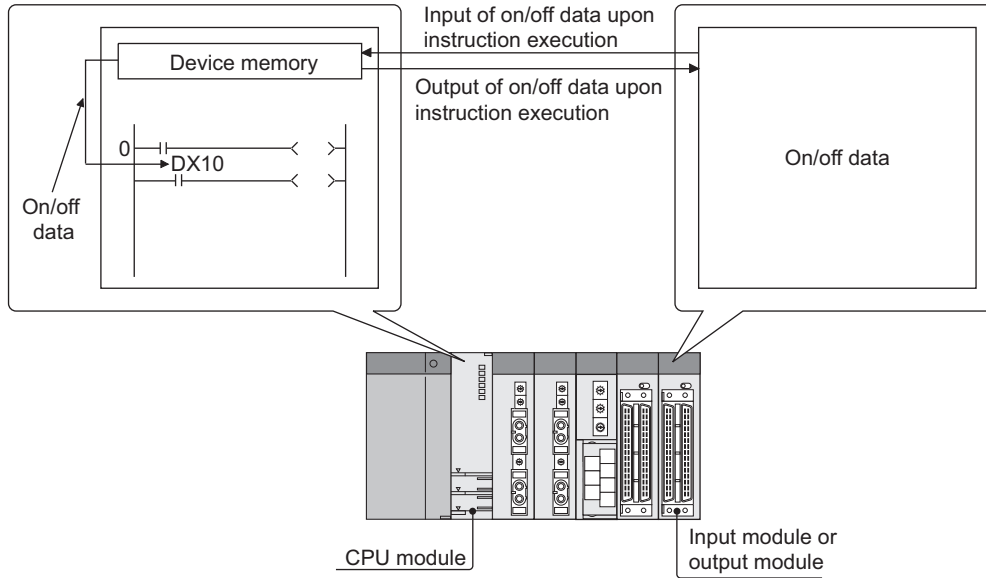 Input of on/off data upon
instruction execution
Device memory
Output of on/off data upon
instruction execution
0
DX10
On/off
data
On/off data
CPU module
Input module or
output module